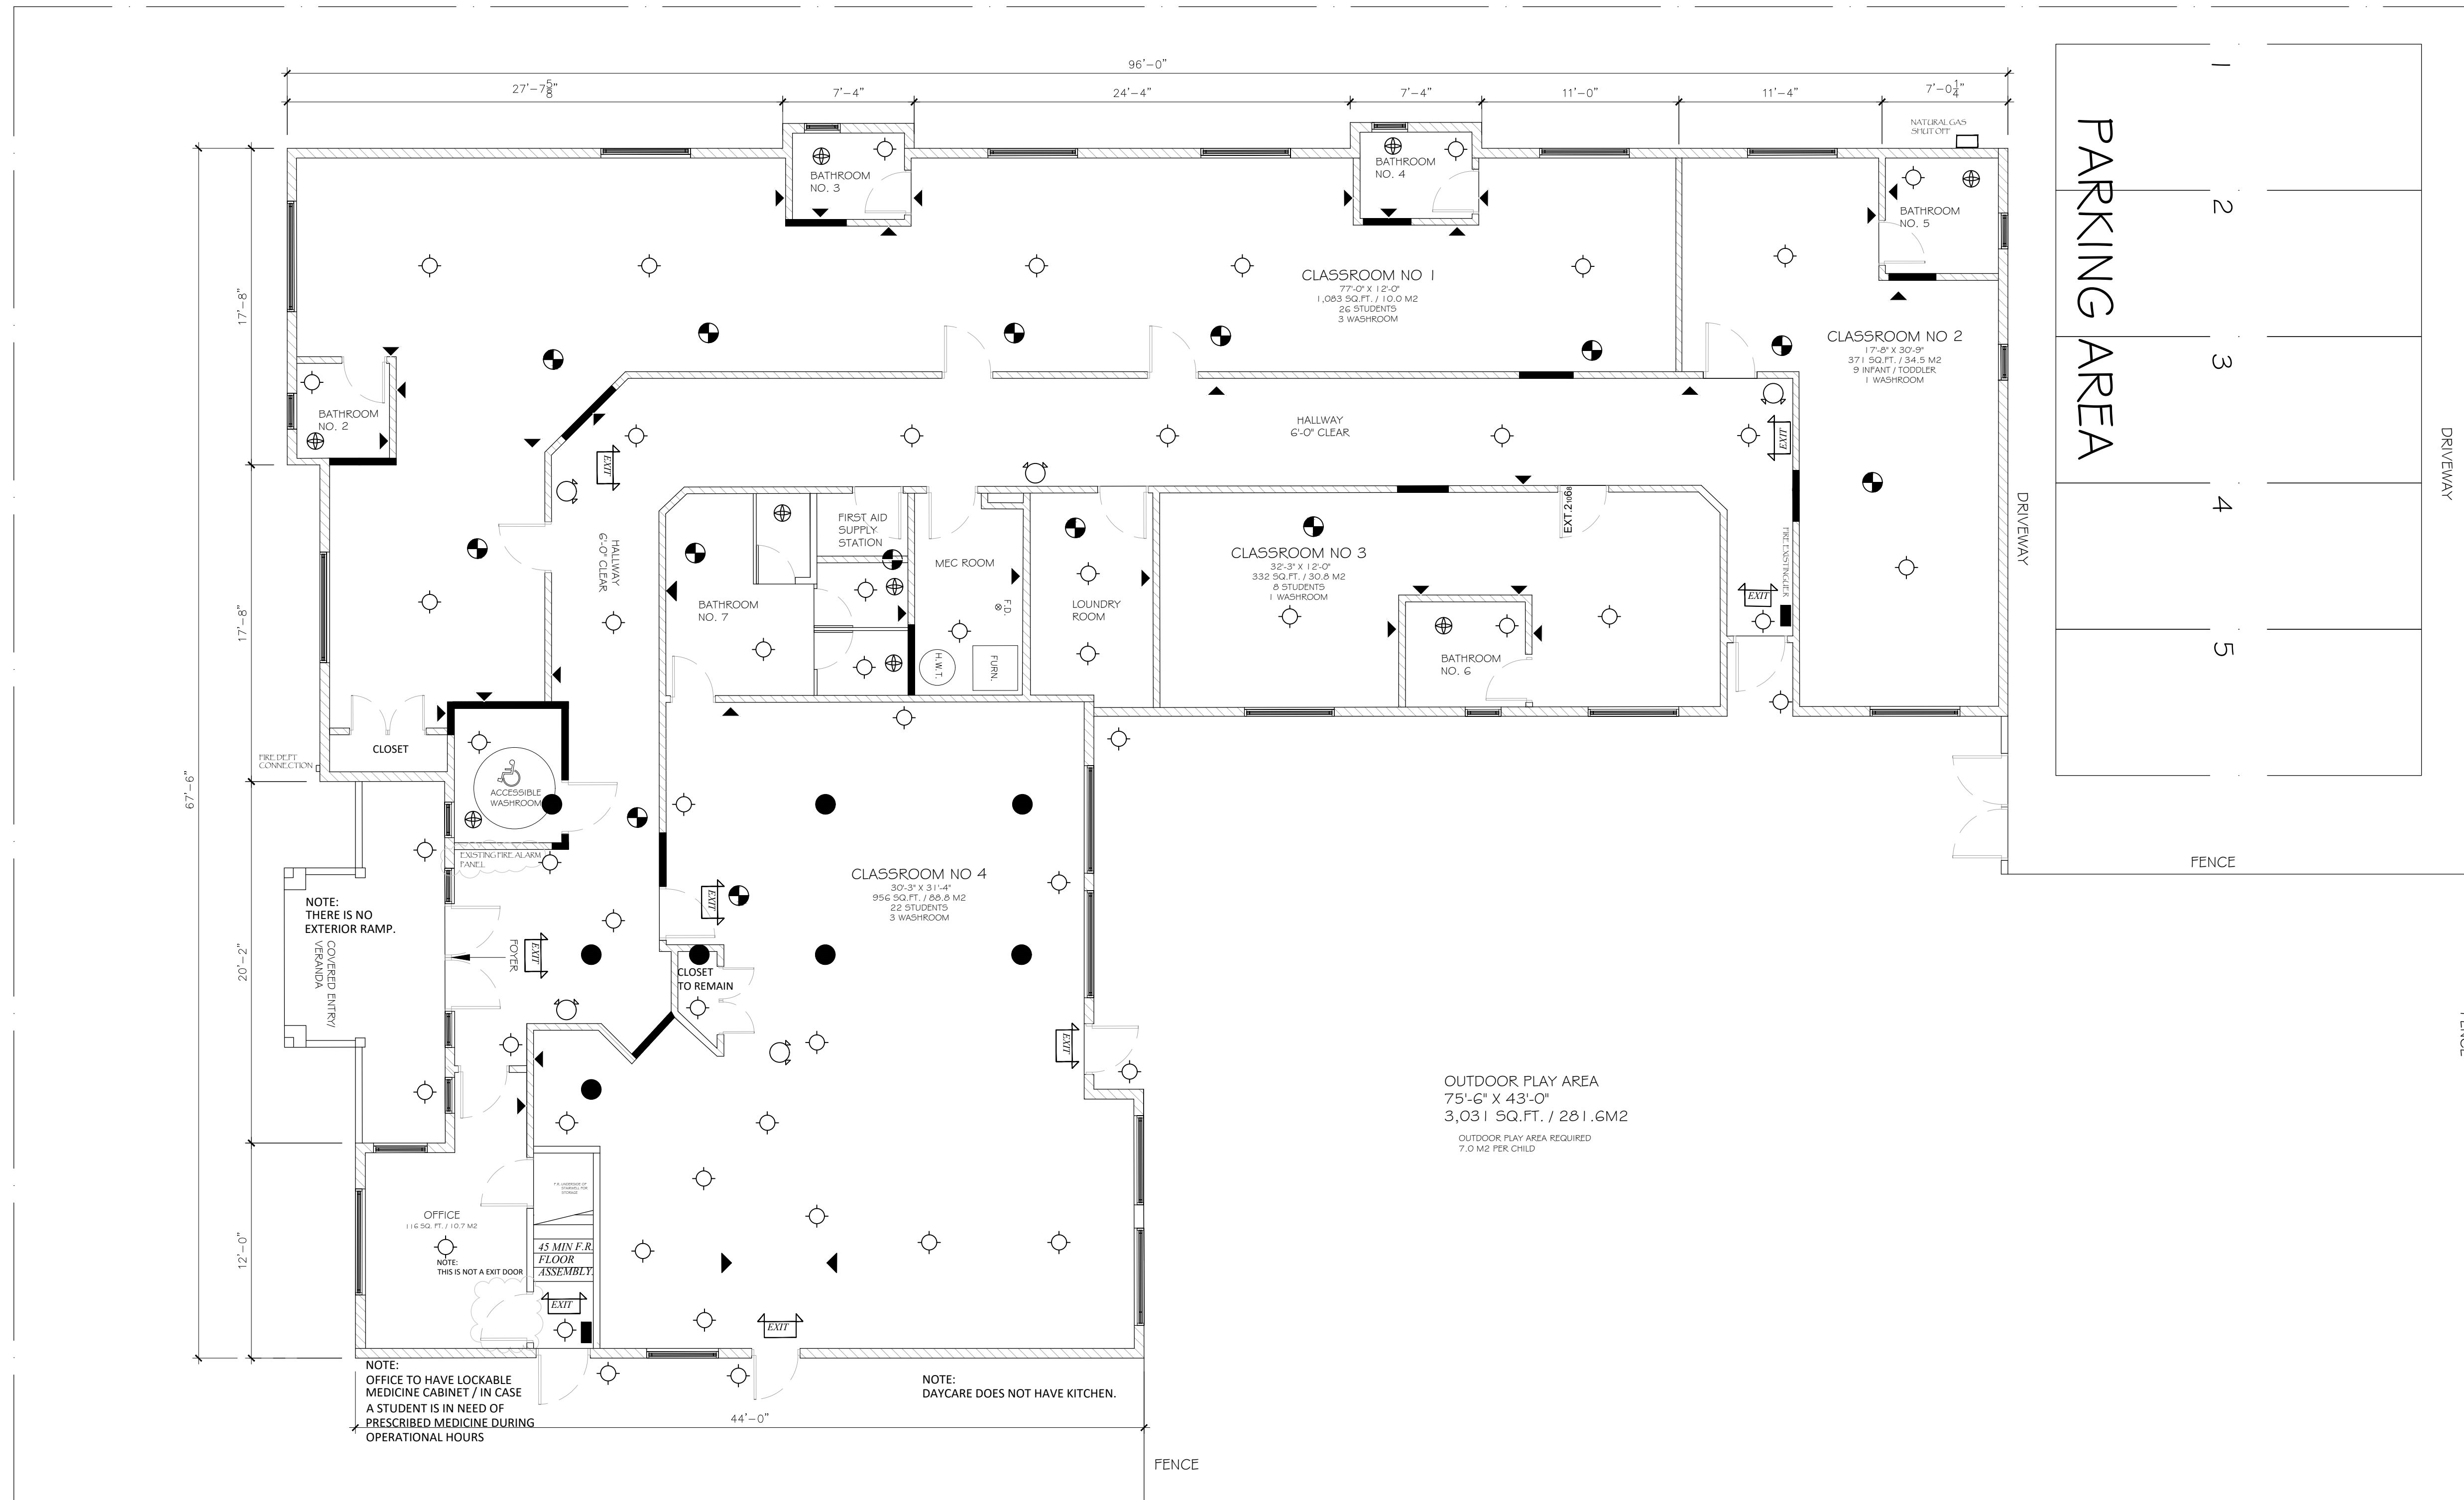 96'-0"
27'-7 5/8"
7'-4"
24'-4"
7'-4"
11'-0"
11'-4"
7'-0 1/4"
NATURAL GAS
SHUT OFF
PARKING AREA
1
2
3
4
5
DRIVEWAY
DRIVEWAY
BATHROOM
NO. 3
BATHROOM
NO. 4
BATHROOM
NO. 5
CLASSROOM NO 1
77'-0" X 12'-0"
1,083 SQ.FT. / 10.0 M2
26 STUDENTS
3 WASHROOM
CLASSROOM NO 2
17'-8" X 30'-9"
371 SQ.FT. / 34.5 M2
9 INFANT / TODDLER
1 WASHROOM
17'-8"
BATHROOM
NO. 2
HALLWAY
6'-0" CLEAR
EXIT
EXIT
HALLWAY
6'-0" CLEAR
FIRST AID
SUPPLY
STATION
MEC ROOM
F.D.
H.W.T.
FURN.
BATHROOM
NO. 7
LOUNDRY
ROOM
CLASSROOM NO 3
32'-3" X 12'-0"
332 SQ.FT. / 30.8 M2
8 STUDENTS
1 WASHROOM
EXT.21068
BATHROOM
NO. 6
FIRE EXISTINGUIER
EXIT
17'-8"
67'-6"
CLOSET
FIRE DEPT
CONNECTION
ACCESSIBLE
WASHROOM
EXISTING FIRE ALARM
PANEL
CLASSROOM NO 4
30'-3" X 31'-4"
956 SQ.FT. / 88.8 M2
22 STUDENTS
3 WASHROOM
EXIT
FENCE
NOTE:
THERE IS NO
EXTERIOR RAMP.
COVERED ENTRY/
VERANDA
FOYER
EXIT
20'-2"
CLOSET
TO REMAIN
EXIT
FENCE
OUTDOOR PLAY AREA
75'-6" X 43'-0"
3,031 SQ.FT. / 281.6M2
OUTDOOR PLAY AREA REQUIRED
7.0 M2 PER CHILD
F.R. UNDERSIDE OF
STAIRWELL FOR
STORAGE
OFFICE
116 SQ. FT. / 10.7 M2
NOTE:
THIS IS NOT A EXIT DOOR
45 MIN F.R.
FLOOR
ASSEMBLY.
EXIT
EXIT
12'-0"
NOTE:
OFFICE TO HAVE LOCKABLE
MEDICINE CABINET / IN CASE
A STUDENT IS IN NEED OF
PRESCRIBED MEDICINE DURING
OPERATIONAL HOURS
NOTE:
DAYCARE DOES NOT HAVE KITCHEN.
44'-0"
FENCE